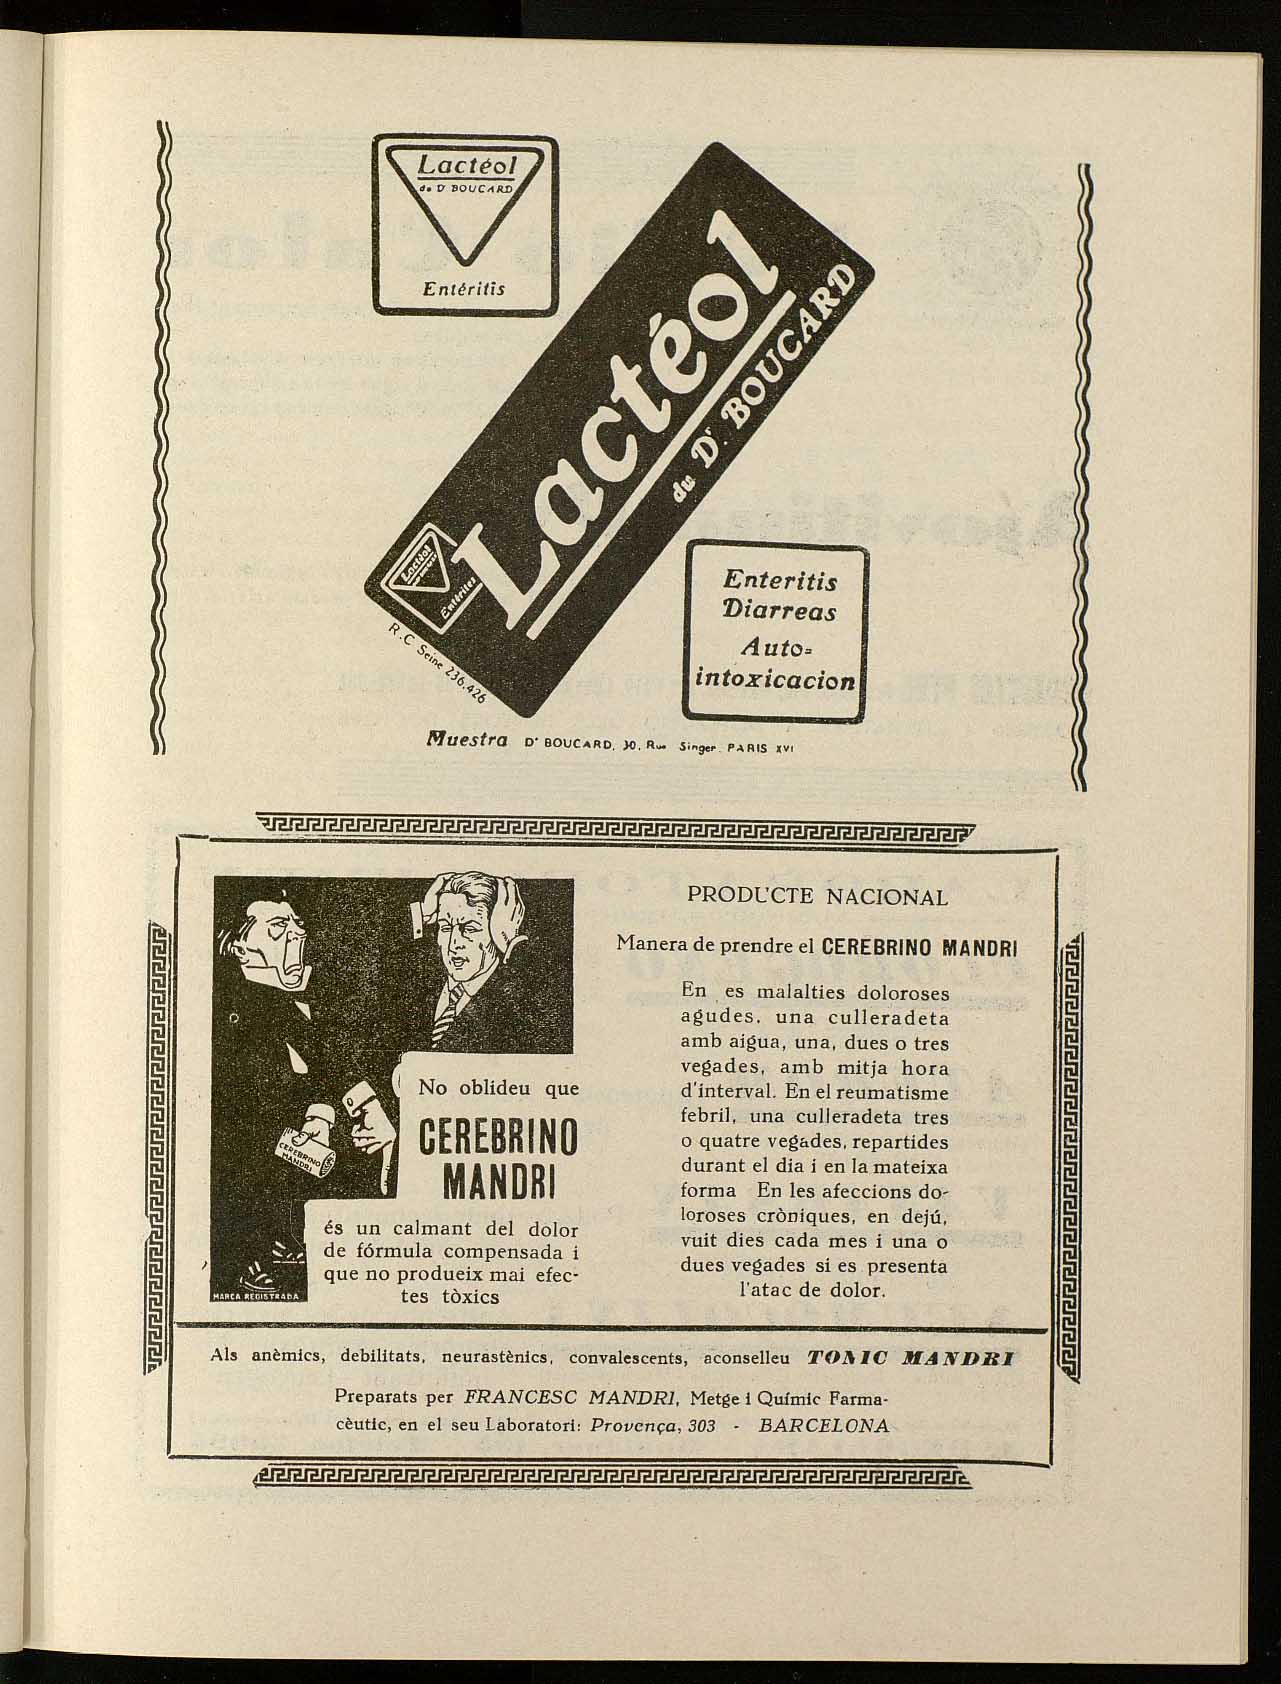 Lactéol
du Dr BOUCARD
Entéritis
Lactéol
du Dr. BOUCARD
Lactéol
Entérites
R.C Seine 236.426
Enteritis
Diarreas
Auto=
intoxicacion
Muestra Dr BOUCARD, 30, Rue Singer. PARIS XVI
No oblideu que
CEREBRINO
MANDRI
és un calmant del dolor
de fórmula compensada i
que no produeix mai efec-
tes tòxics
CEREBRINO
MANDRI
MARCA REGISTRADA
PRODUCTE NACIONAL
Manera de prendre el CEREBRINO MANDRI
En es malalties doloroses
agudes, una culleradeta
amb aigua, una, dues o tres
vegades, amb mitja hora
d'interval. En el reumatisme
febril, una culleradeta tres
o quatre vegades, repartides
durant el dia i en la mateixa
forma En les afeccions do-
loroses cròniques, en dejú,
vuit dies cada mes i una o
dues vegades si es presenta
l'atac de dolor.
Als anèmics, debilitats, neurastènics, convalescents, aconselleu TONIC MANDRI
Preparats per FRANCESC MANDRI, Metge i Químic Farma-
cèutic, en el seu Laboratori: Provença, 303 - BARCELONA